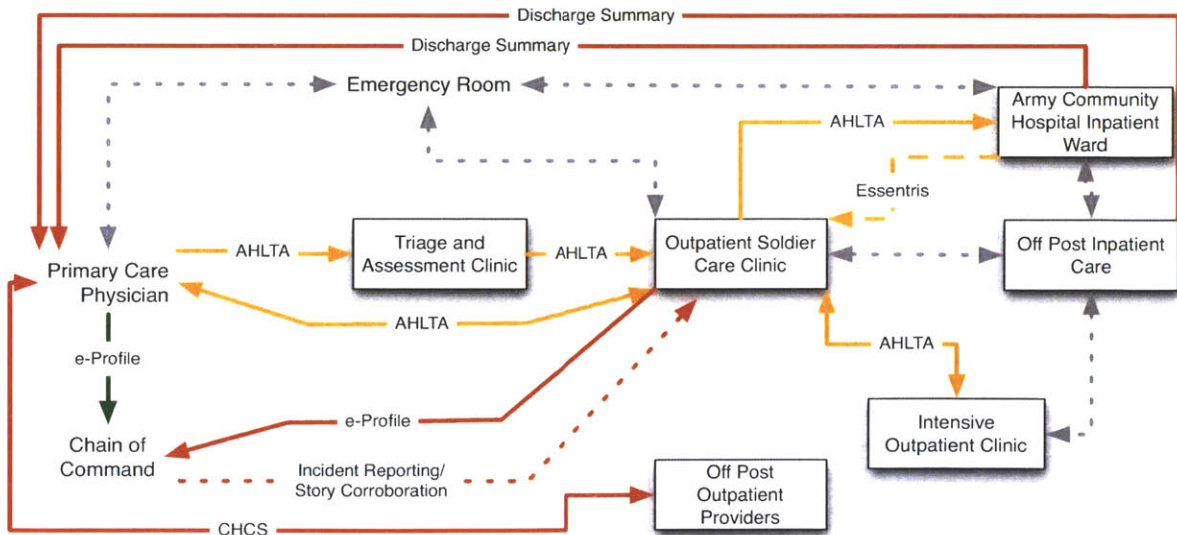 Discharge Summary
Discharge Summary
Emergency Room
Army Community
Hospital Inpatient
Ward
AHLTA
Essentris
Primary Care
Physician
AHLTA
Triage and
Assessment Clinic
AHLTA
Outpatient Soldier
Care Clinic
Off Post Inpatient
Care
AHLTA
e-Profile
AHLTA
Intensive
Outpatient Clinic
Chain of
Command
e-Profile
Incident Reporting/
Story Corroboration
Off Post
Outpatient
Providers
CHCS